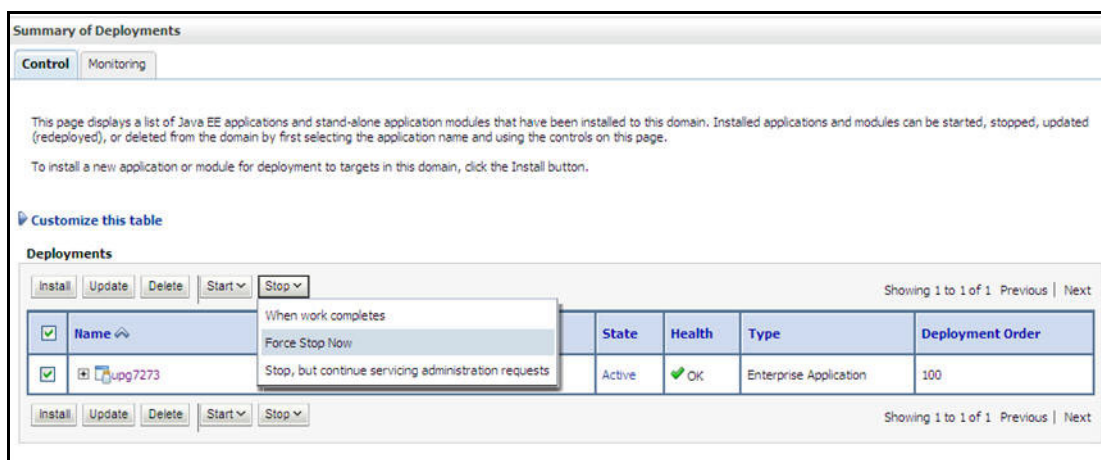 Summary of Deployments
Control Monitoring
This page displays a list of Java EE applications and stand-alone application modules that have been installed to this domain. Installed applications and modules can be started, stopped, updated
(redeployed), or deleted from the domain by first selecting the application name and using the controls on this page.
To install a new application or module for deployment to targets in this domain, click the Install button.
Customize this table
Deployments
Install Update Delete Start Stop Showing 1 to 1 of 1 Previous | Next
When work completes
Force Stop Now
Stop, but continue servicing administration requests
Name State Health Type Deployment Order
upg7273 Active OK Enterprise Application 100
Install Update Delete Start Stop Showing 1 to 1 of 1 Previous | Next